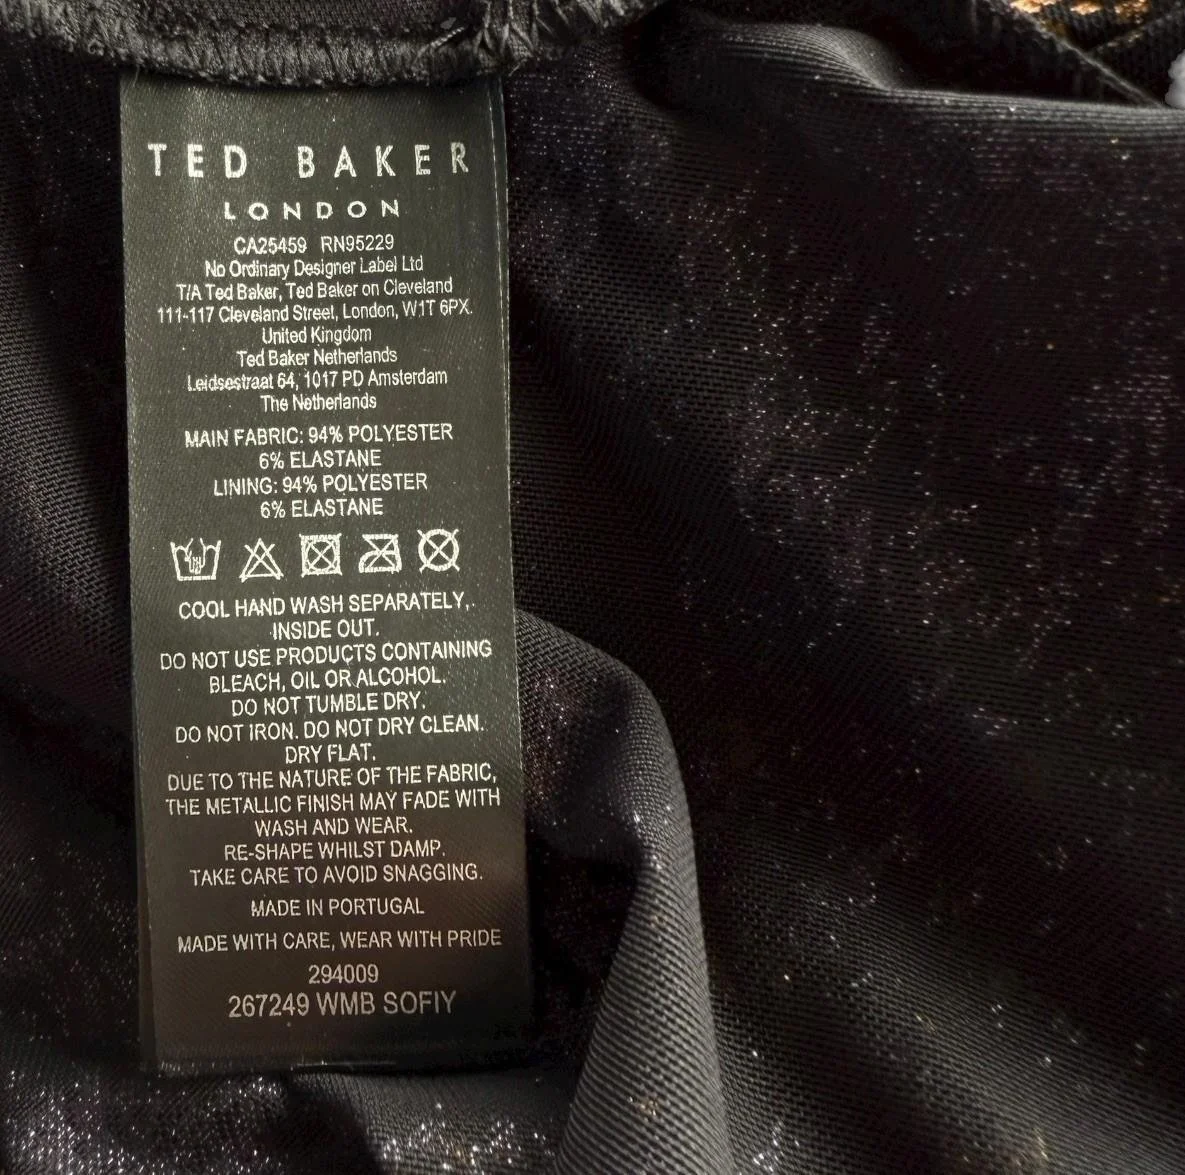 TED BAKER
LONDON
CA25459 RN95229
No Ordinary Designer Label Ltd
T/A Ted Baker, Ted Baker on Cleveland
111-117 Cleveland Street, London, W1T 6PX.
United Kingdom
Ted Baker Netherlands
Leidsestraat 64, 1017 PD Amsterdam
The Netherlands
MAIN FABRIC: 94% POLYESTER
6% ELASTANE
LINING: 94% POLYESTER
6% ELASTANE
COOL HAND WASH SEPARATELY,.
INSIDE OUT.
DO NOT USE PRODUCTS CONTAINING
BLEACH, OIL OR ALCOHOL.
DO NOT TUMBLE DRY.
DO NOT IRON. DO NOT DRY CLEAN.
DRY FLAT.
DUE TO THE NATURE OF THE FABRIC,
THE METALLIC FINISH MAY FADE WITH
WASH AND WEAR.
RE-SHAPE WHILST DAMP.
TAKE CARE TO AVOID SNAGGING.
MADE IN PORTUGAL
MADE WITH CARE, WEAR WITH PRIDE
294009
267249 WMB SOFIY